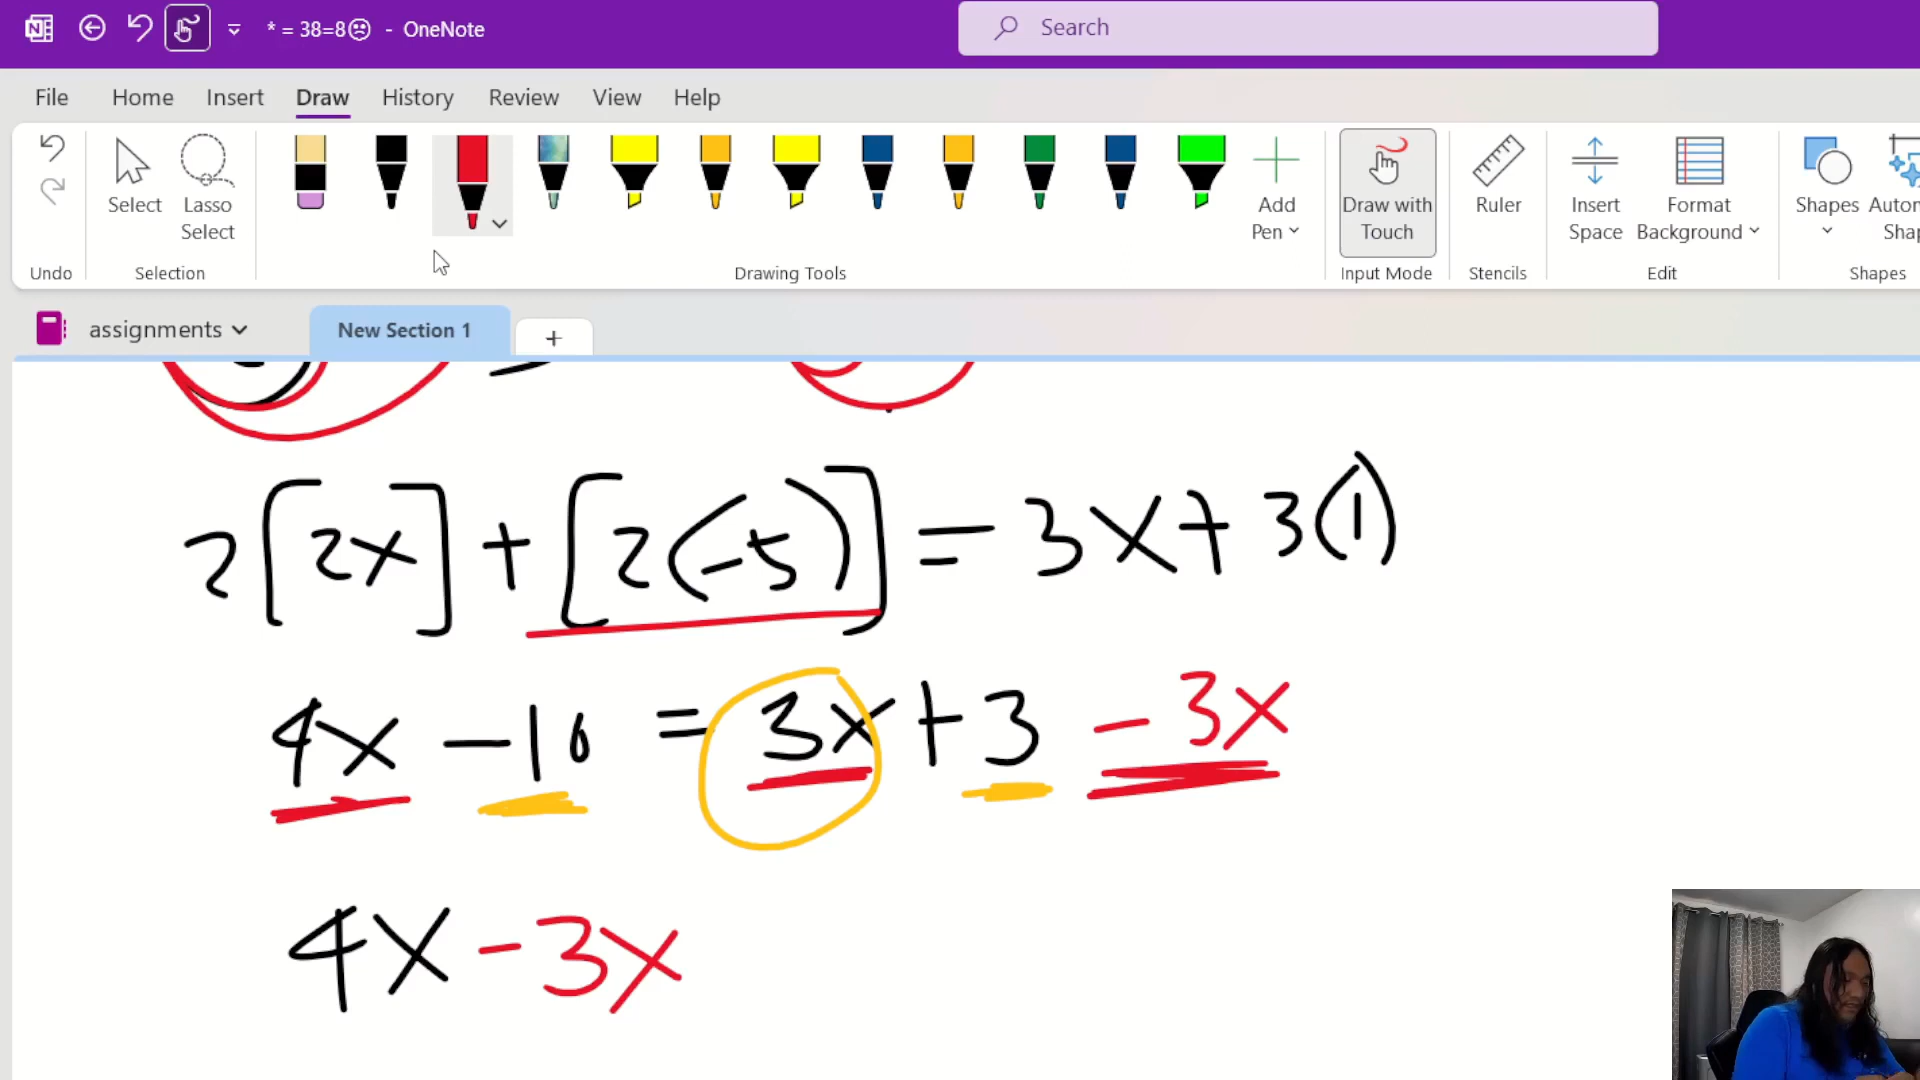 * = 38=8☹ - OneNote
Search
File Home Insert Draw History Review View Help
Select Lasso Select Add Pen Draw with Touch Ruler Insert Space Format Background Shapes Auton Shap
Undo Selection Drawing Tools Input Mode Stencils Edit Shapes
assignments New Section 1 +
2[2x] + [2(-5)] = 3x + 3(1)
4x - 10 = 3x + 3 - 3x
4x - 3x